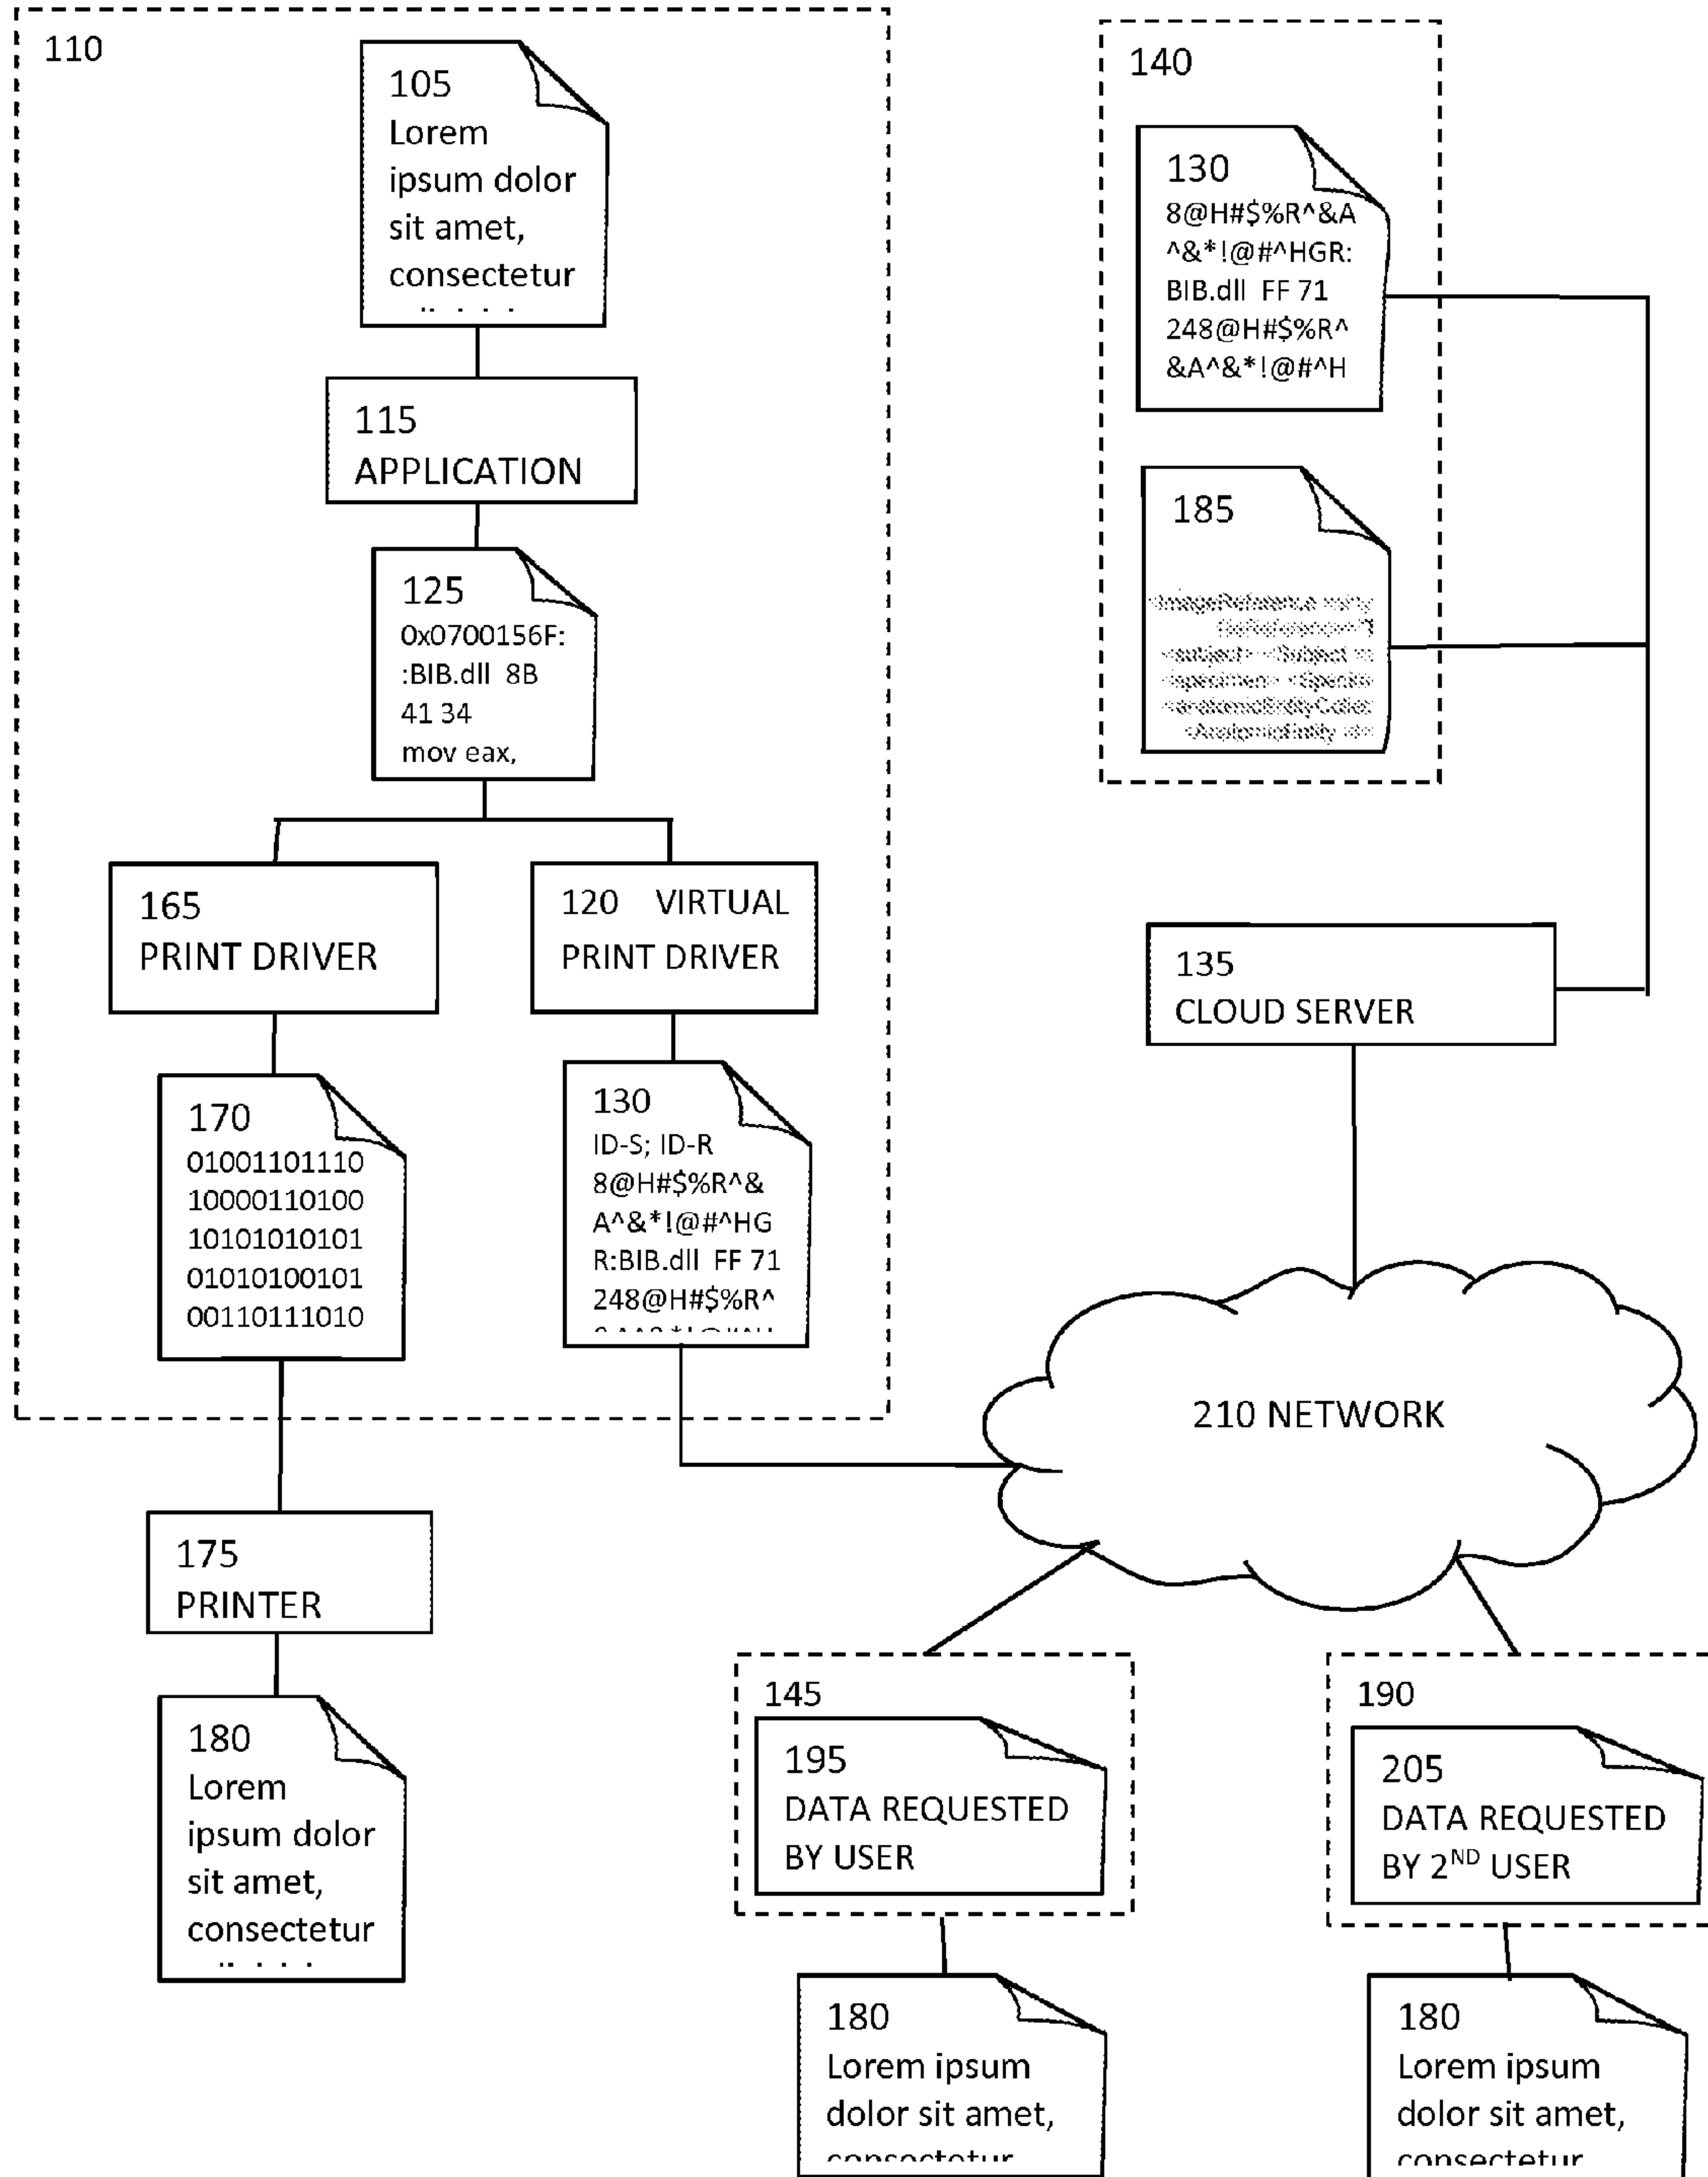 110
105
Lorem
ipsum dolor
sit amet,
consectetur
115
APPLICATION
125
0x0700156F:
:BIB.dll 8B
41 34
mov eax,
165
PRINT DRIVER
120 VIRTUAL
PRINT DRIVER
170
01001101110
10000110100
10101010101
01010100101
00110111010
130
ID-S; ID-R
8@H#$%R^&
A^&*!@#^HG
R:BIB.dll FF 71
248@H#$%R^
175
PRINTER
180
Lorem
ipsum dolor
sit amet,
consectetur
140
130
8@H#$%R^&A
^&*!@#^HGR:
BIB.dll FF 71
248@H#$%R^
&A^&*!@#^H
185
135
CLOUD SERVER
210 NETWORK
145
195
DATA REQUESTED
BY USER
180
Lorem ipsum
dolor sit amet,
consectetur
190
205
DATA REQUESTED
BY 2ND USER
180
Lorem ipsum
dolor sit amet,
consectetur